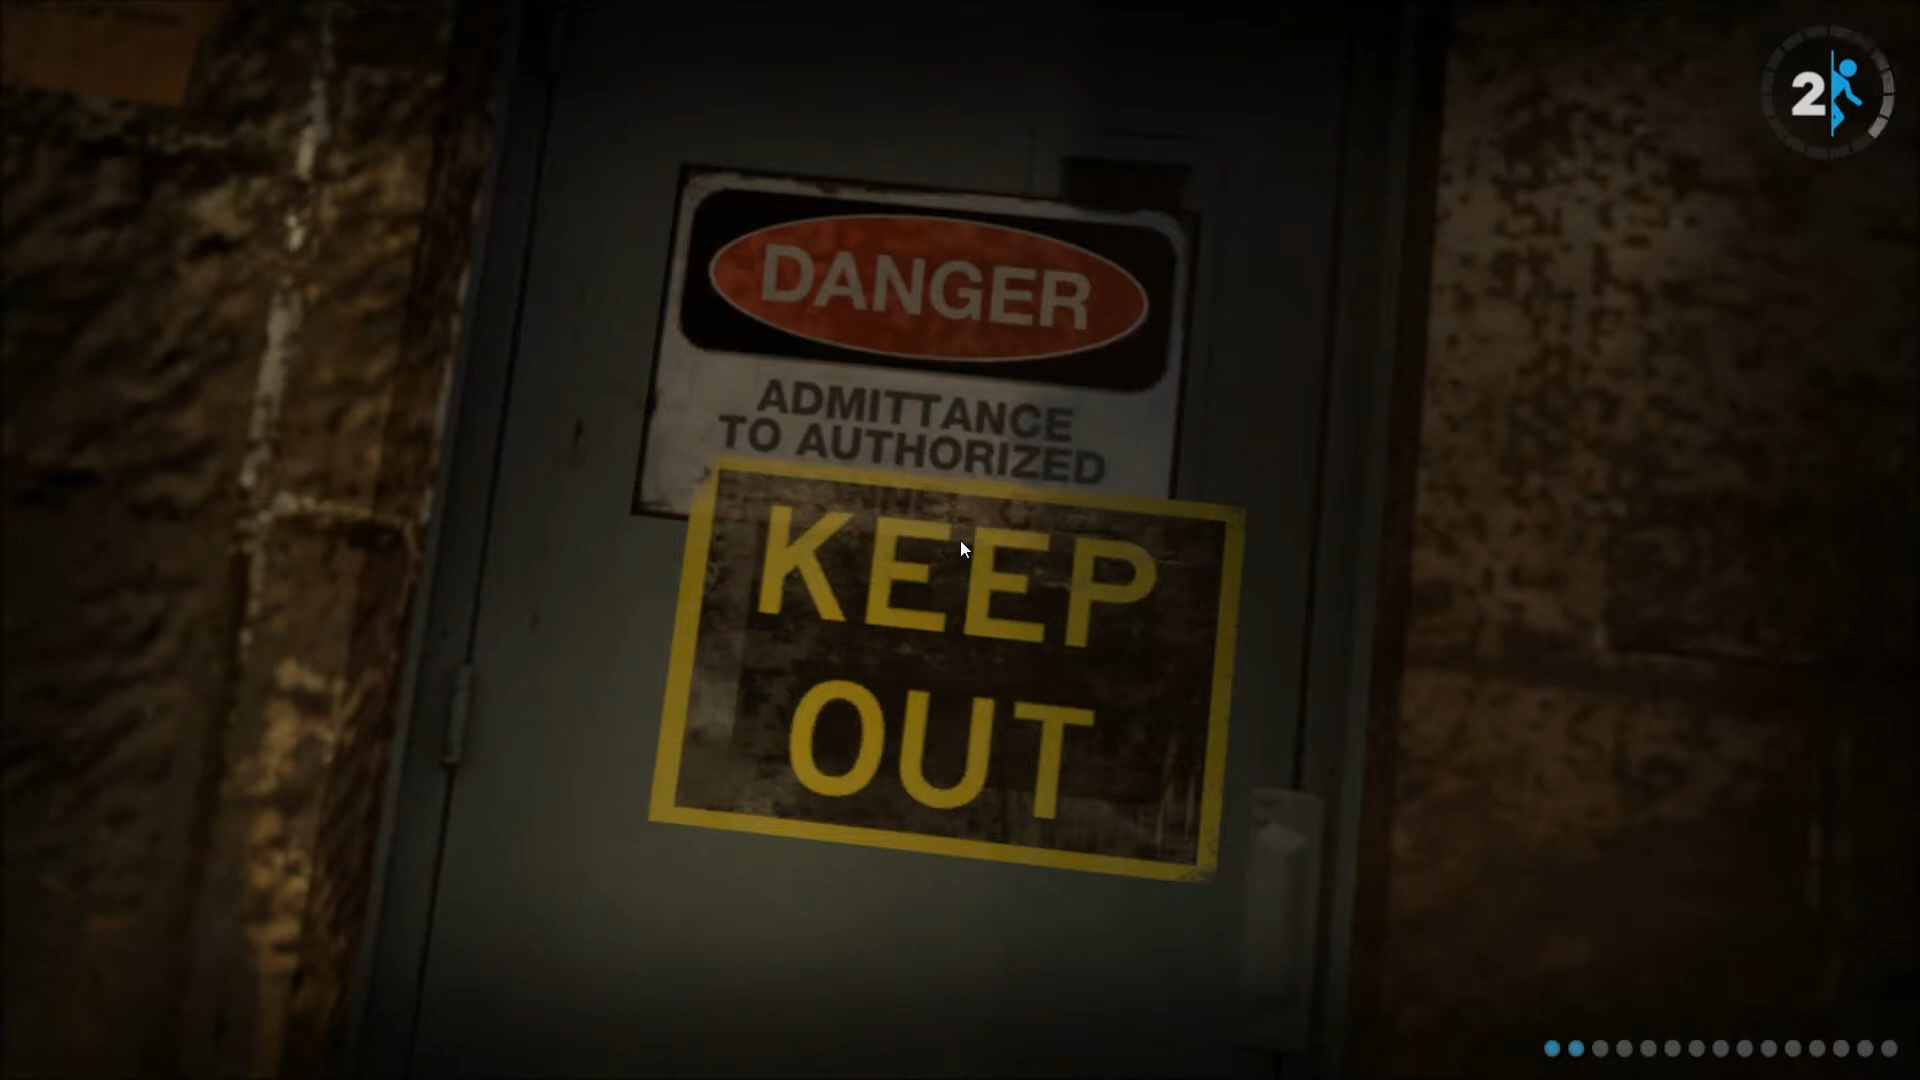 2
DANGER
ADMITTANCE
TO AUTHORIZED
KEEP
OUT